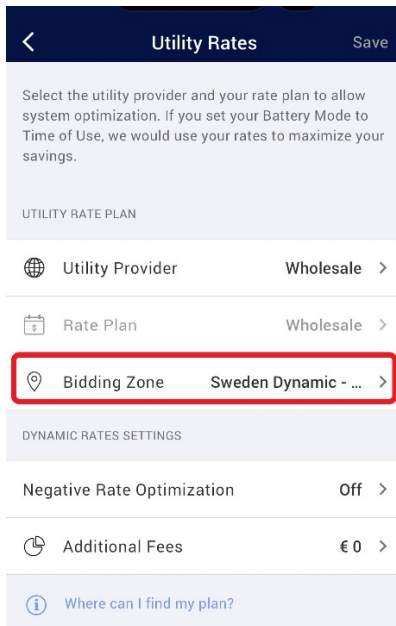 Utility Rates
Save
Select the utility provider and your rate plan to allow
system optimization. If you set your Battery Mode to
Time of Use, we would use your rates to maximize your
savings.
UTILITY RATE PLAN
Utility Provider Wholesale
$ Rate Plan Wholesale
Bidding Zone Sweden Dynamic - ...
DYNAMIC RATES SETTINGS
Negative Rate Optimization Off
Additional Fees € 0
i Where can I find my plan?